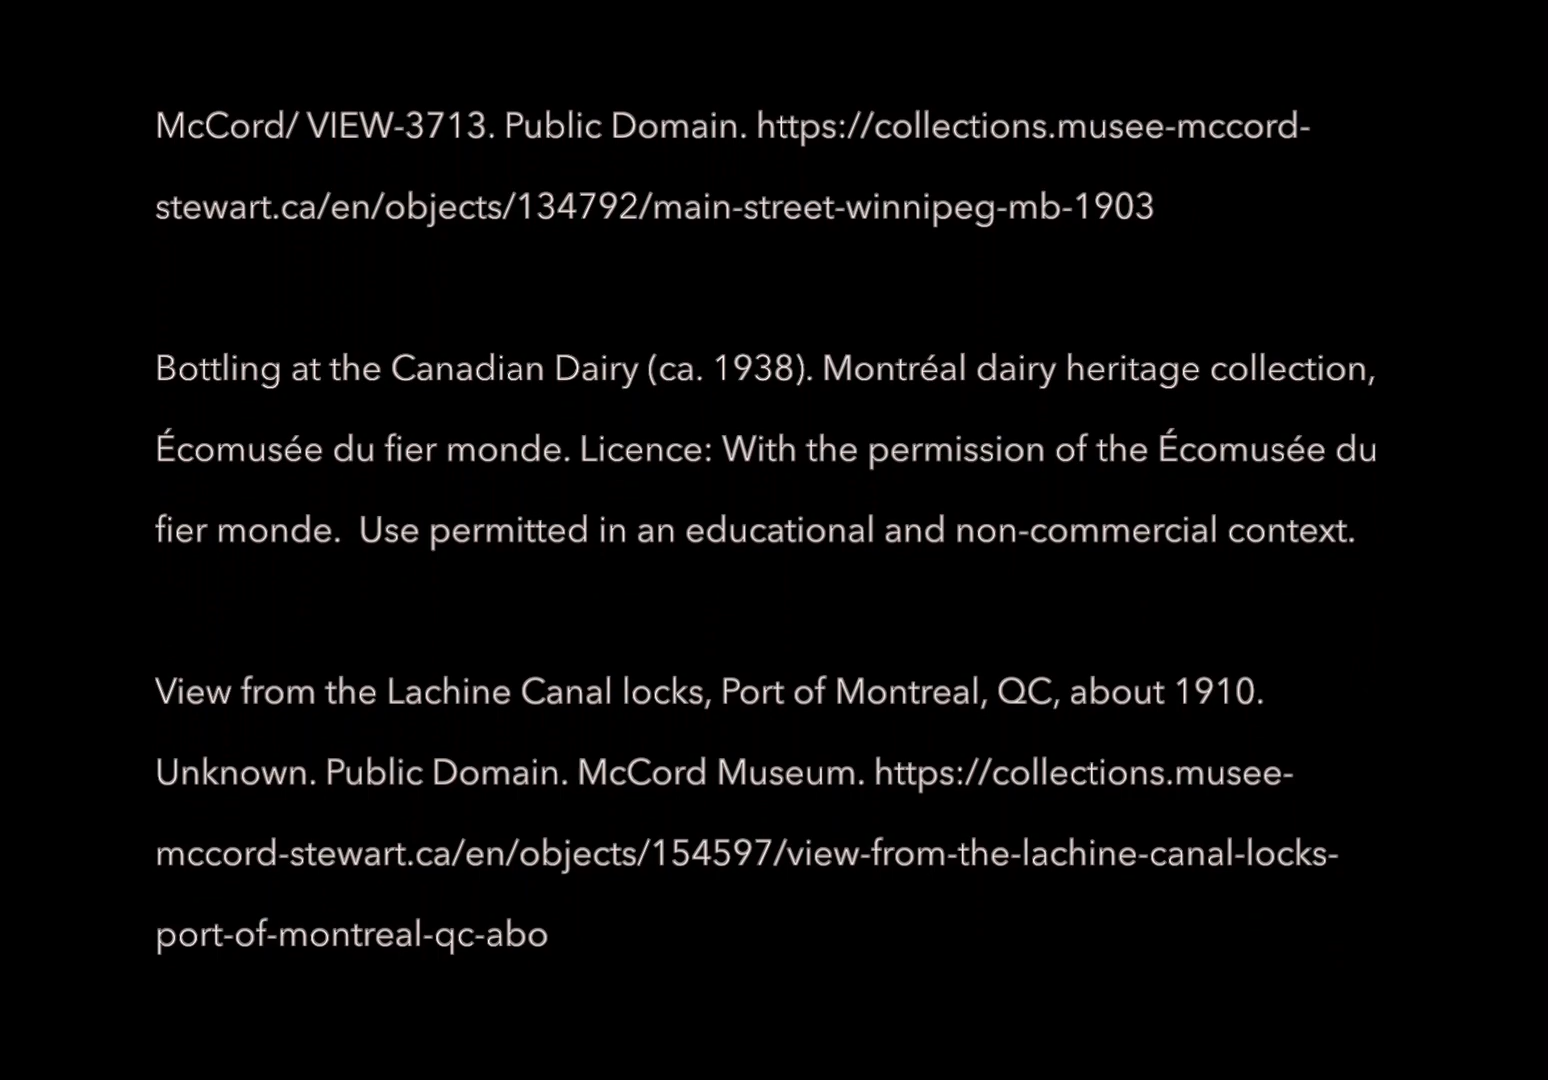 McCord/ VIEW-3713. Public Domain. https://collections.musee-mccord-
stewart.ca/en/objects/134792/main-street-winnipeg-mb-1903
Bottling at the Canadian Dairy (ca. 1938). Montréal dairy heritage collection,
Écomusée du fier monde. Licence: With the permission of the Écomusée du
fier monde.  Use permitted in an educational and non-commercial context.
View from the Lachine Canal locks, Port of Montreal, QC, about 1910.
Unknown. Public Domain. McCord Museum. https://collections.musee-
mccord-stewart.ca/en/objects/154597/view-from-the-lachine-canal-locks-
port-of-montreal-qc-abo